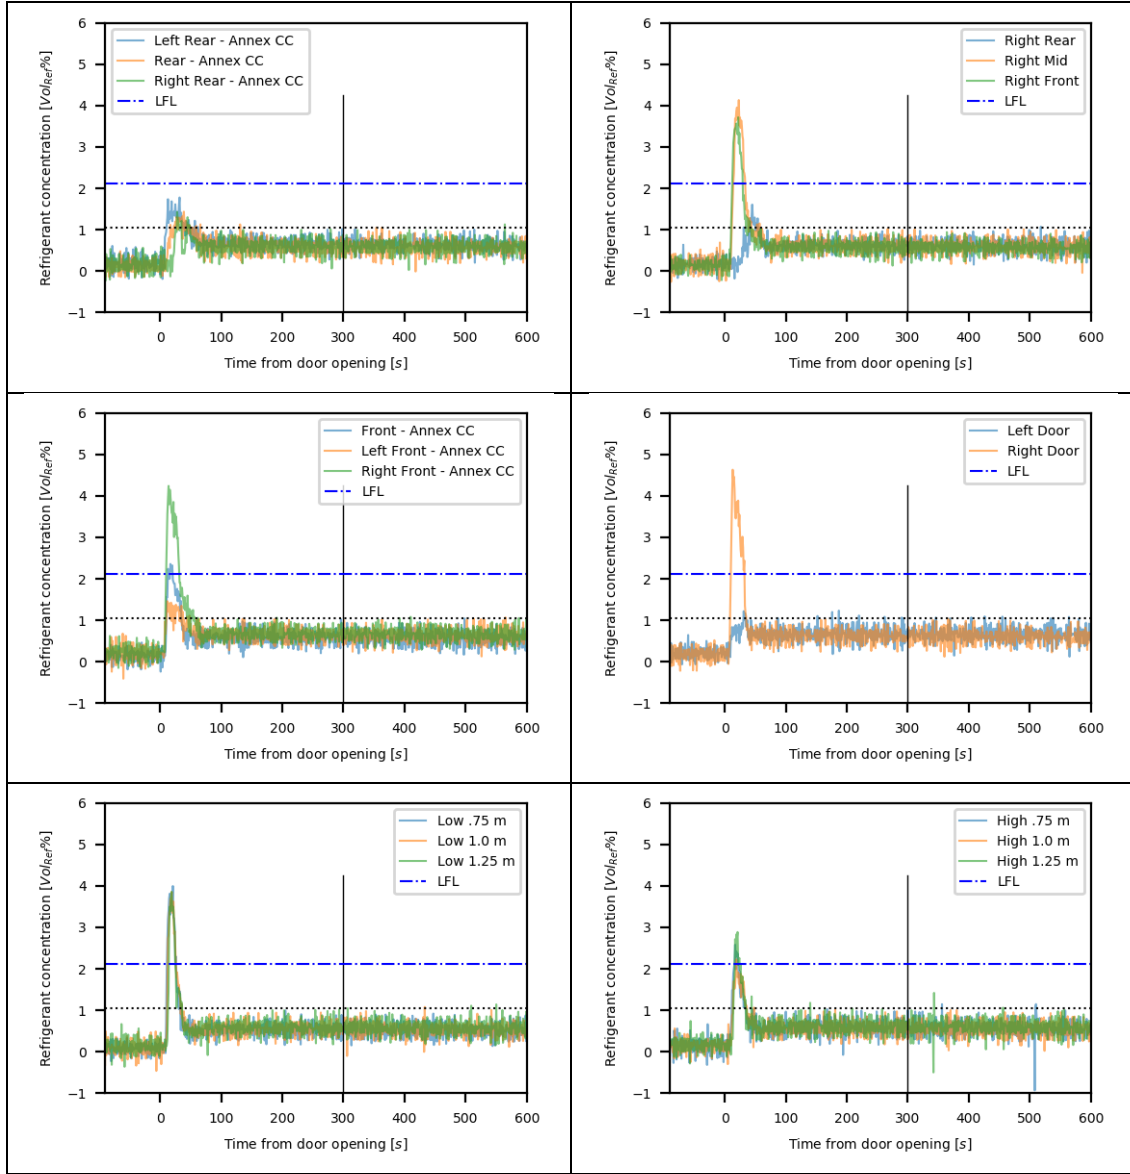 Refrigerant concentration [Vol_Ref%]
6
5
4
3
2
1
0
−1
Left Rear - Annex CC
Rear - Annex CC
Right Rear - Annex CC
LFL
0 100 200 300 400 500 600
Time from door opening [s]
Refrigerant concentration [Vol_Ref%]
6
5
4
3
2
1
0
−1
Right Rear
Right Mid
Right Front
LFL
0 100 200 300 400 500 600
Time from door opening [s]
Refrigerant concentration [Vol_Ref%]
6
5
4
3
2
1
0
−1
Front - Annex CC
Left Front - Annex CC
Right Front - Annex CC
LFL
0 100 200 300 400 500 600
Time from door opening [s]
Refrigerant concentration [Vol_Ref%]
6
5
4
3
2
1
0
−1
Left Door
Right Door
LFL
0 100 200 300 400 500 600
Time from door opening [s]
Refrigerant concentration [Vol_Ref%]
6
5
4
3
2
1
0
−1
Low .75 m
Low 1.0 m
Low 1.25 m
LFL
0 100 200 300 400 500 600
Time from door opening [s]
Refrigerant concentration [Vol_Ref%]
6
5
4
3
2
1
0
−1
High .75 m
High 1.0 m
High 1.25 m
LFL
0 100 200 300 400 500 600
Time from door opening [s]